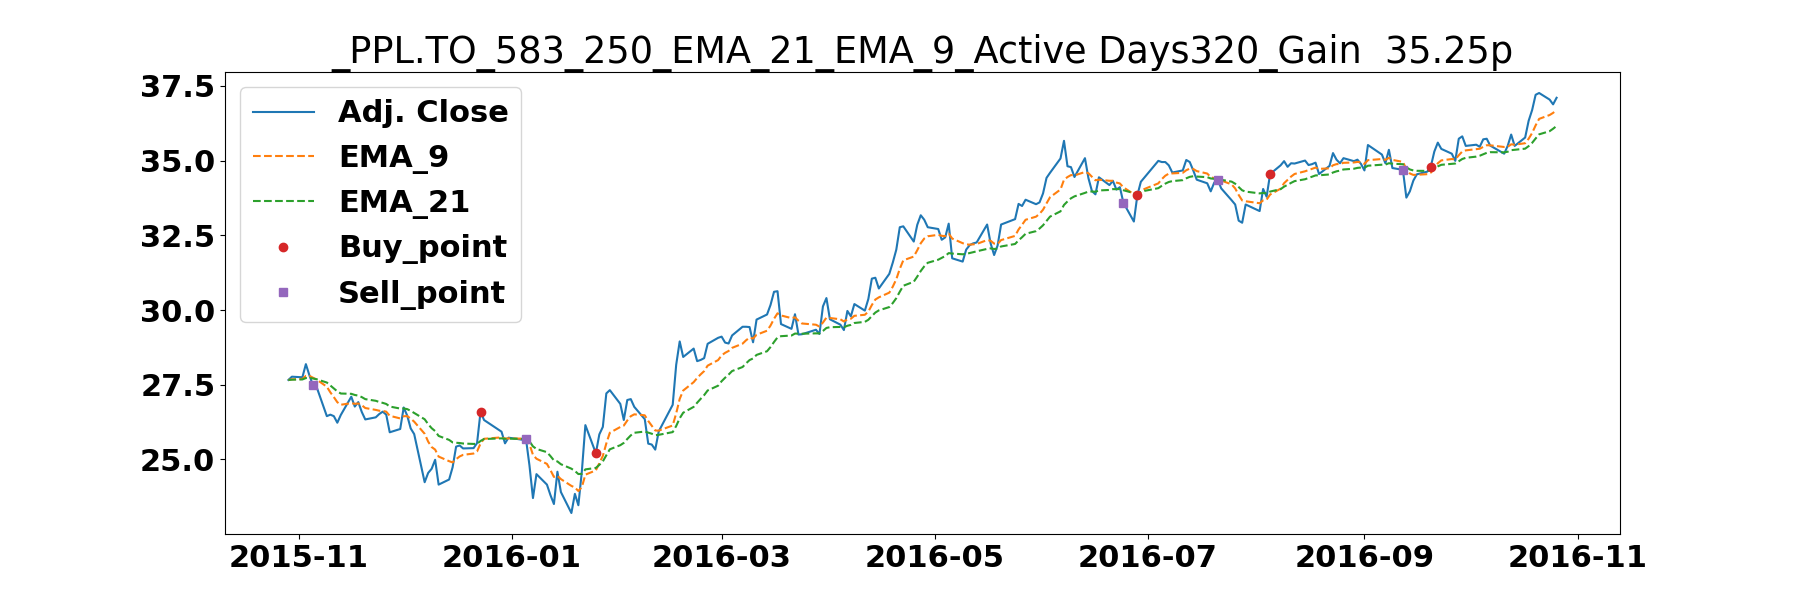 _PPL.TO_583_250_EMA_21_EMA_9_Active Days320_Gain  35.25p
37.5
35.0
32.5
30.0
27.5
25.0
Adj. Close
EMA_9
EMA_21
Buy_point
Sell_point
2015-11 2016-01 2016-03 2016-05 2016-07 2016-09 2016-11